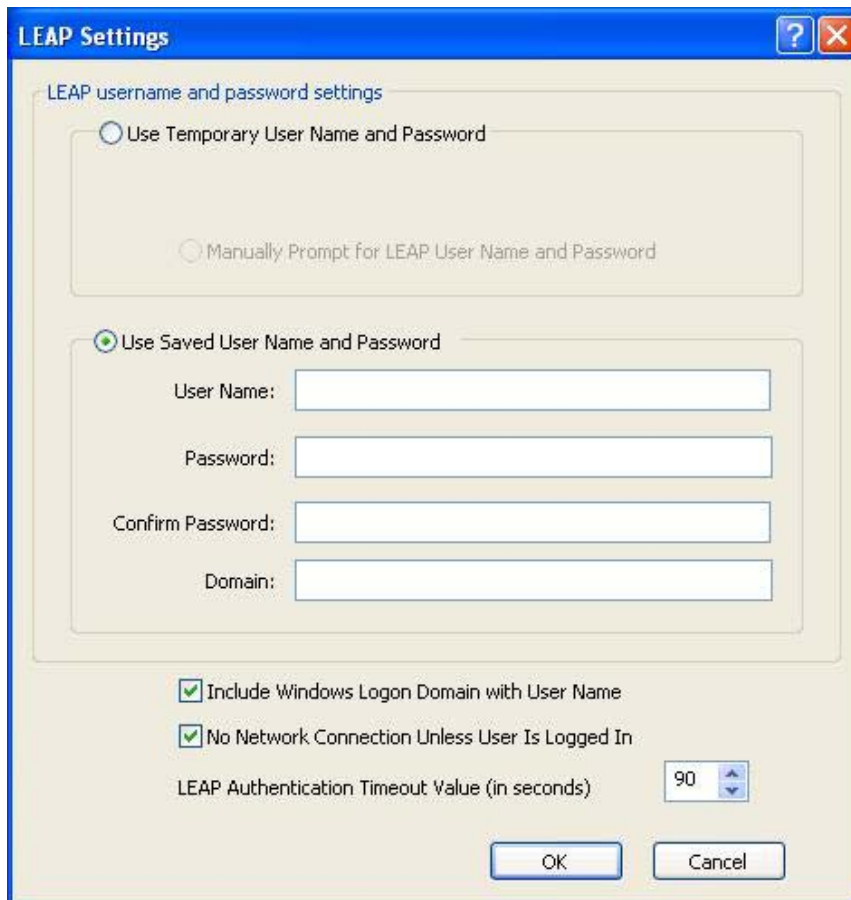 LEAP Settings
LEAP username and password settings
Use Temporary User Name and Password
Manually Prompt for LEAP User Name and Password
Use Saved User Name and Password
User Name:
Password:
Confirm Password:
Domain:
Include Windows Logon Domain with User Name
No Network Connection Unless User Is Logged In
LEAP Authentication Timeout Value (in seconds) 90
OK Cancel